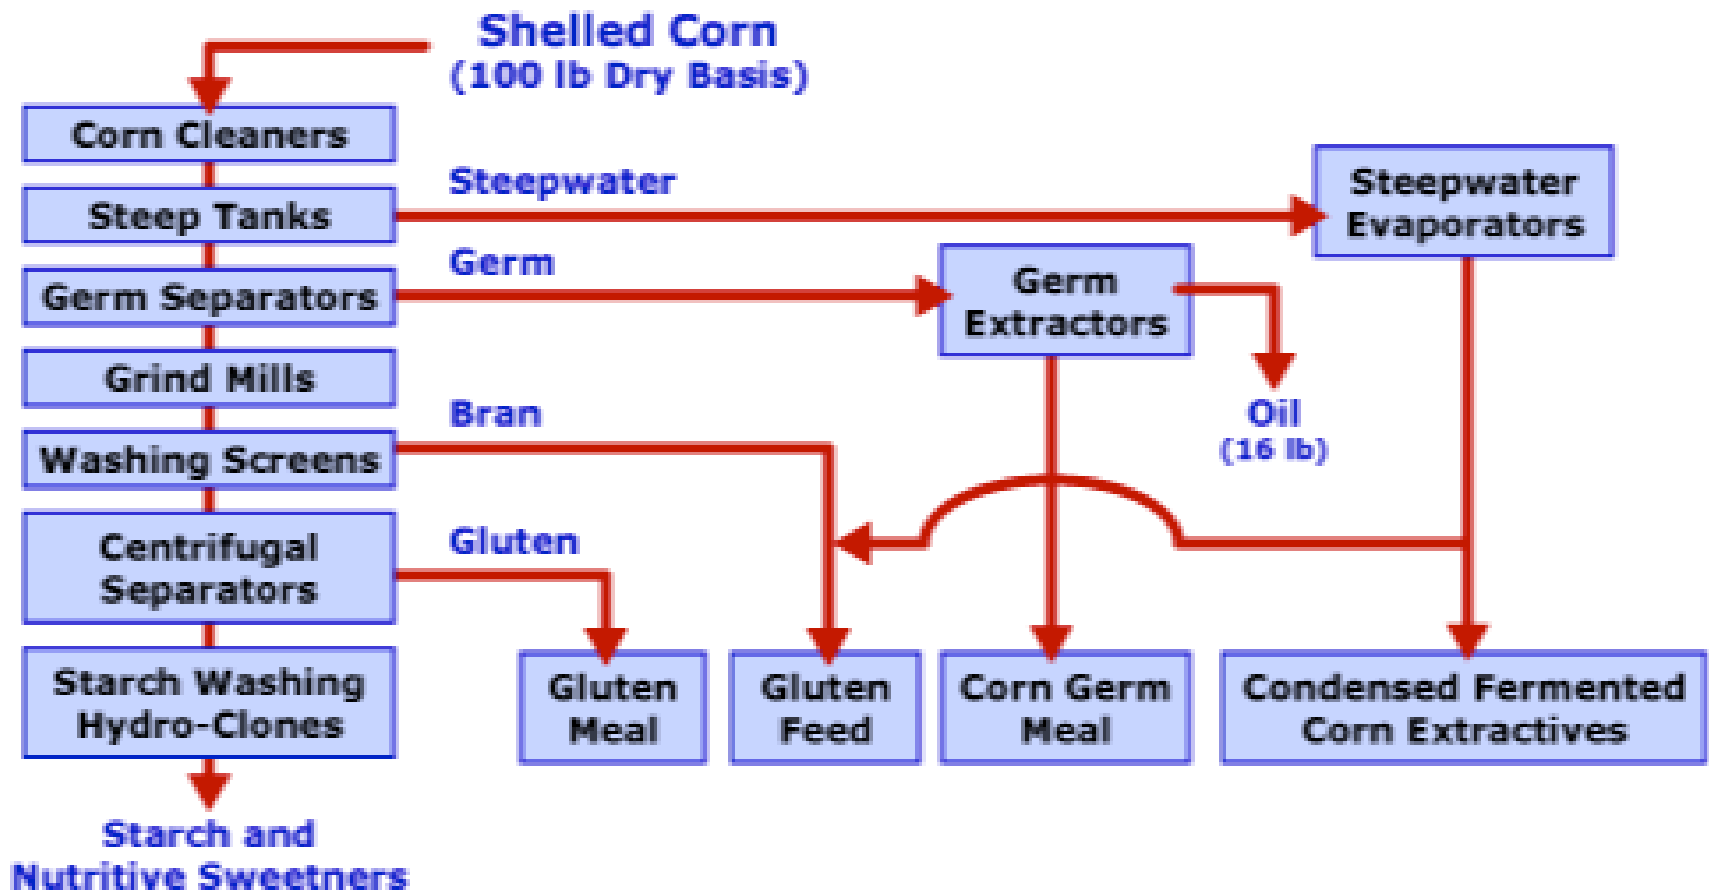 Shelled Corn
(100 lb Dry Basis)
Corn Cleaners
Steep Tanks
Steepwater
Steepwater
Evaporators
Germ Separators
Germ
Germ
Extractors
Oil
(16 lb)
Grind Mills
Washing Screens
Bran
Centrifugal
Separators
Gluten
Starch Washing
Hydro-Clones
Gluten
Meal
Gluten
Feed
Corn Germ
Meal
Condensed Fermented
Corn Extractives
Starch and
Nutritive Sweetners